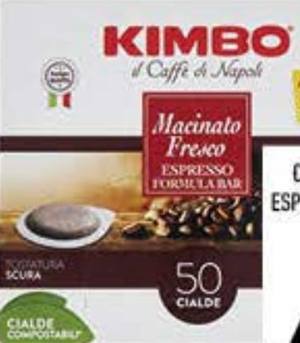 KIMBO
il Caffè di Napoli
Macinato
Fresco
ESPRESSO
FORMULA BAR
TOSTATURA
SCURA
50
CIALDE
CIALDE
COMPOSTABILI*
ESP